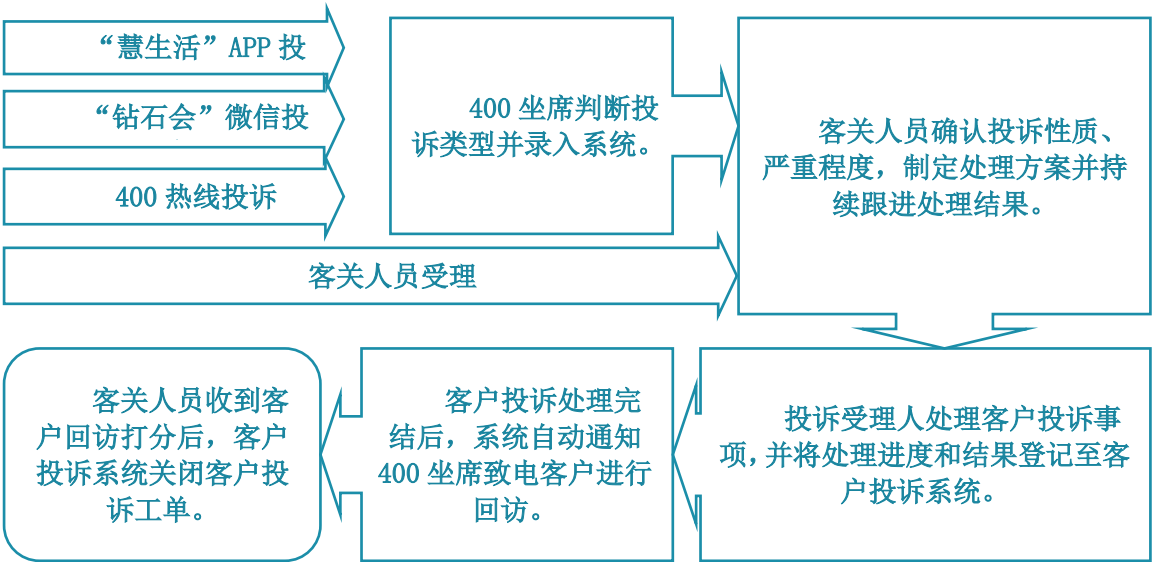 “慧生活”APP 投
“钻石会”微信投
400 热线投诉
客关人员受理
400 坐席判断投
诉类型并录入系统。
客关人员确认投诉性质、
严重程度，制定处理方案并持
续跟进处理结果。
投诉受理人处理客户投诉事
项，并将处理进度和结果登记至客
户投诉系统。
客户投诉处理完
结后，系统自动通知
400 坐席致电客户进行
回访。
客关人员收到客
户回访打分后，客户
投诉系统关闭客户投
诉工单。